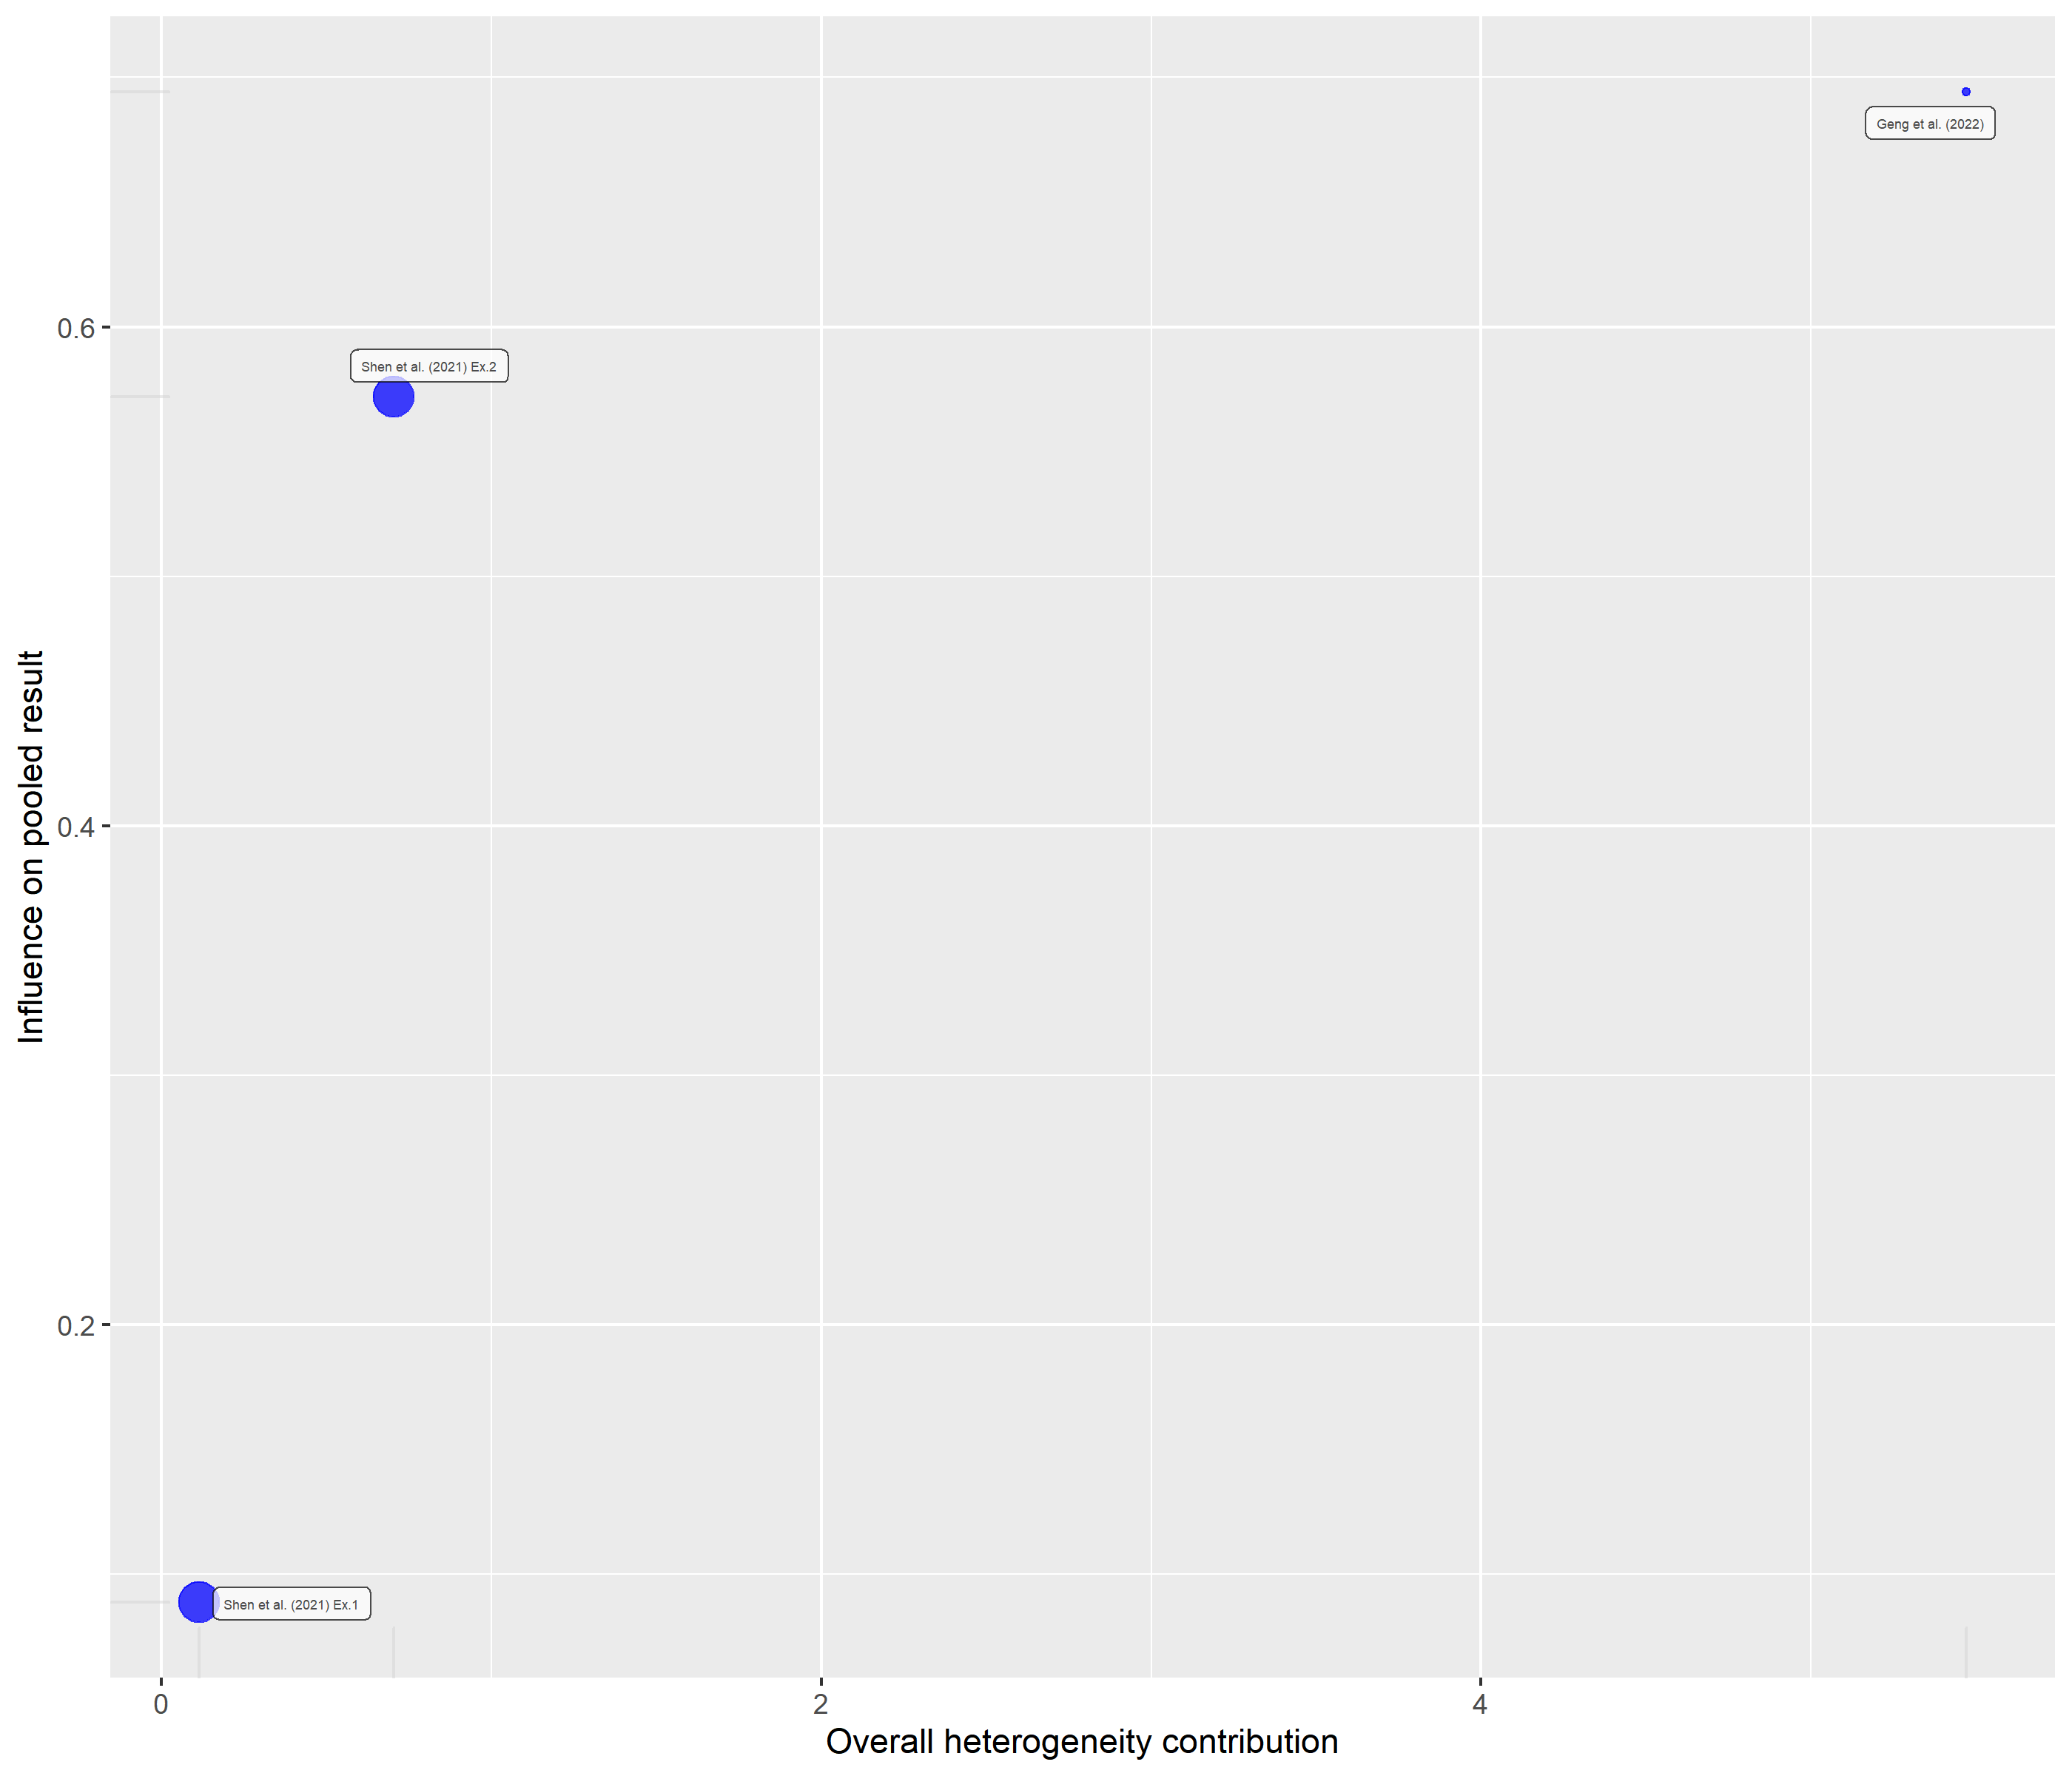 Geng et al. (2022)
0.6
Shen et al. (2021) Ex.2
Influence on pooled result
0.4
0.2
Shen et al. (2021) Ex.1
0
2
4
Overall heterogeneity contribution